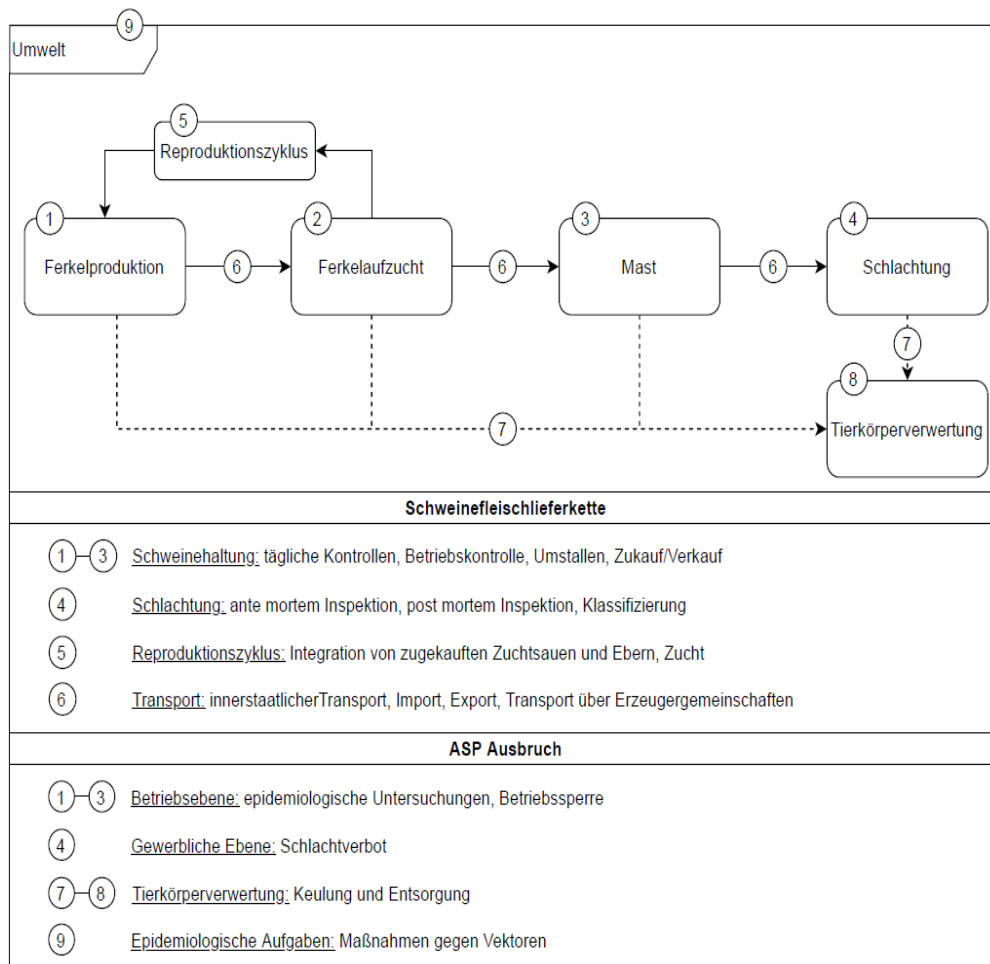 9
Umwelt
5
Reproduktionszyklus
1
2
3
4
Ferkelproduktion
6
Ferkelaufzucht
6
Mast
6
Schlachtung
7
8
7
Tierkörperverwertung
Schweinefleischlieferkette
1 3 Schweinehaltung: tägliche Kontrollen, Betriebskontrolle, Umstallen, Zukauf/Verkauf
4 Schlachtung: ante mortem Inspektion, post mortem Inspektion, Klassifizierung
5 Reproduktionszyklus: Integration von zugekauften Zuchtsauen und Ebern, Zucht
6 Transport: innerstaatlicherTransport, Import, Export, Transport über Erzeugergemeinschaften
ASP Ausbruch
1 3 Betriebsebene: epidemiologische Untersuchungen, Betriebssperre
4 Gewerbliche Ebene: Schlachtverbot
7 8 Tierkörperverwertung: Keulung und Entsorgung
9 Epidemiologische Aufgaben: Maßnahmen gegen Vektoren